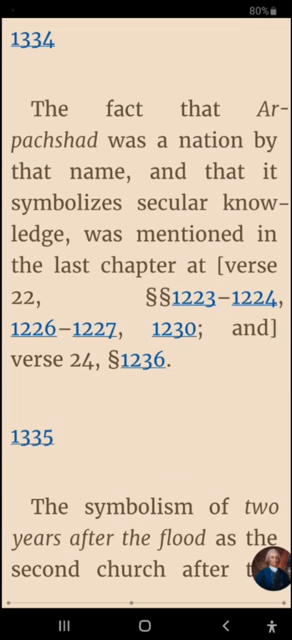 80%
1334
The fact that Ar-
pachshad was a nation by
that name, and that it
symbolizes secular know-
ledge, was mentioned in
the last chapter at [verse
22, §§1223–1224,
1226–1227, 1230; and]
verse 24, §1236.
1335
The symbolism of two
years after the flood as the
second church after